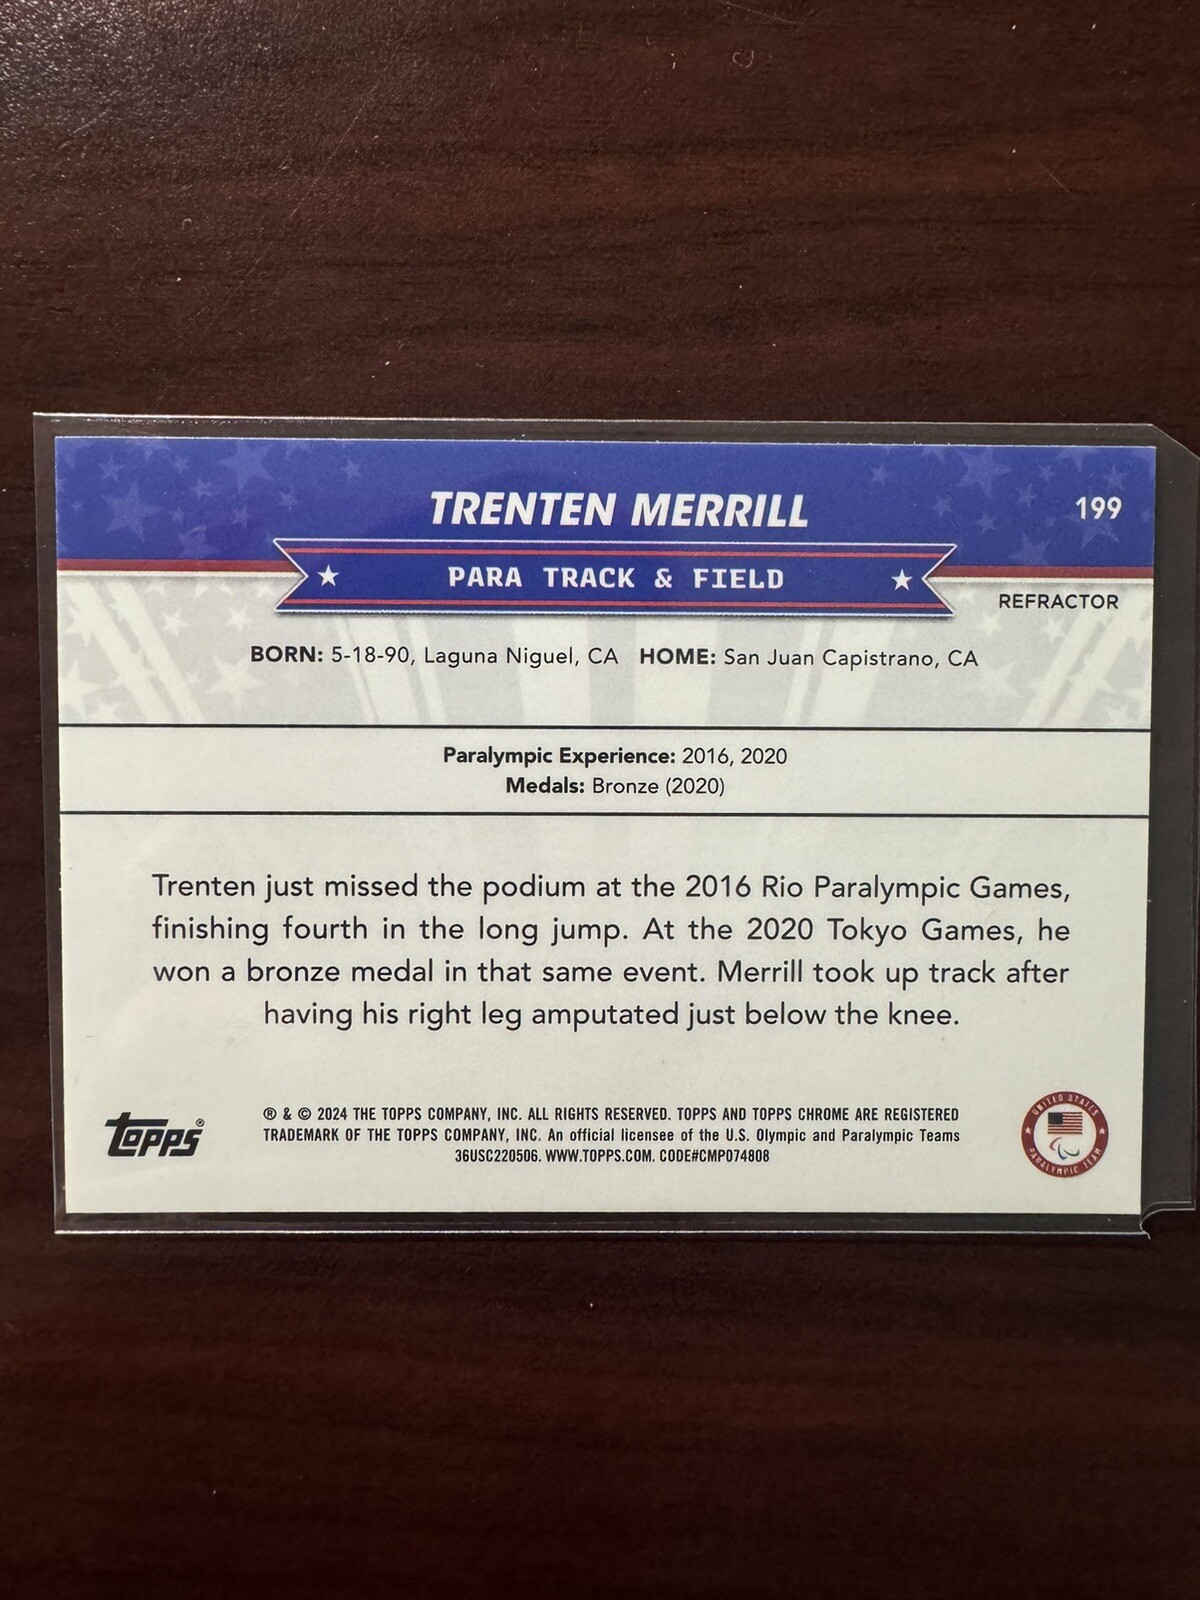 TRENTEN MERRILL
199
PARA TRACK & FIELD
REFRACTOR
BORN: 5-18-90, Laguna Niguel, CA HOME: San Juan Capistrano, CA
Paralympic Experience: 2016, 2020
Medals: Bronze (2020)
Trenten just missed the podium at the 2016 Rio Paralympic Games,
finishing fourth in the long jump. At the 2020 Tokyo Games, he
won a bronze medal in that same event. Merrill took up track after
having his right leg amputated just below the knee.
Topps®
® & © 2024 THE TOPPS COMPANY, INC. ALL RIGHTS RESERVED. TOPPS AND TOPPS CHROME ARE REGISTERED
TRADEMARK OF THE TOPPS COMPANY, INC. An official licensee of the U.S. Olympic and Paralympic Teams
36USC220506. WWW.TOPPS.COM. CODE#CMP074808
UNITED STATES
PARALYMPIC TEAM